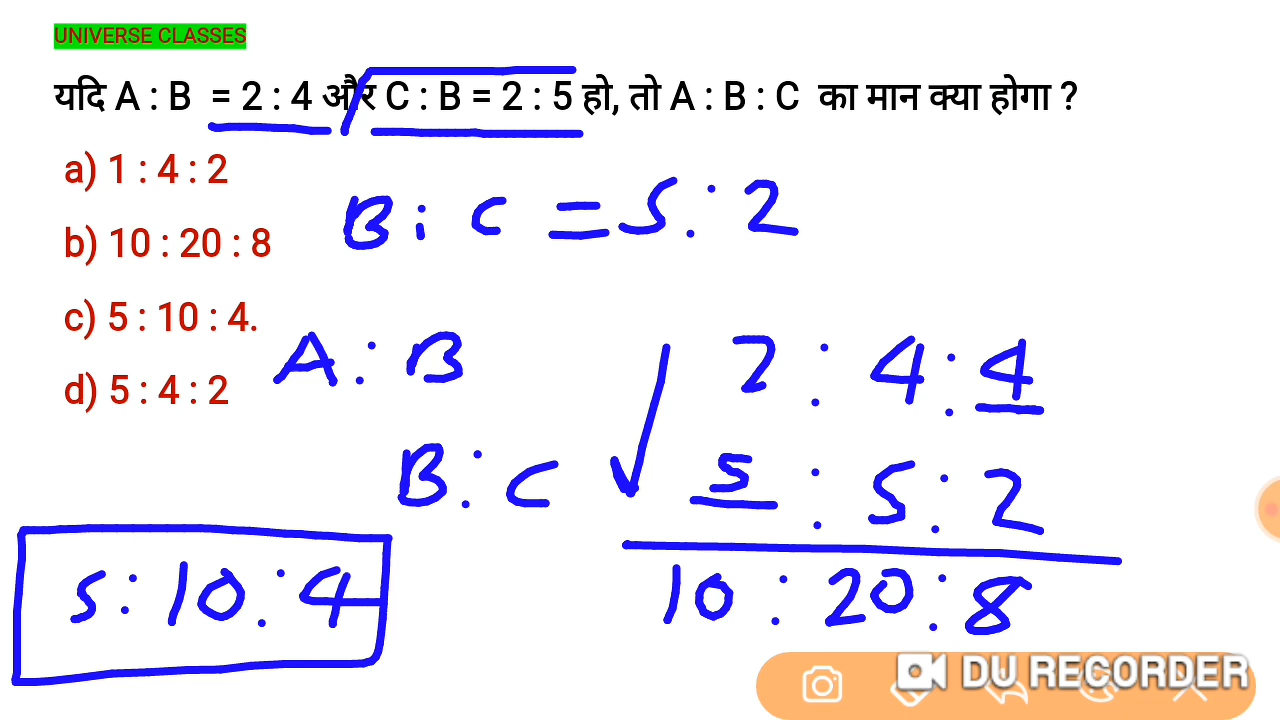 UNIVERSE CLASSES
यदि A : B = 2 : 4 और C : B = 2 : 5 हो, तो A : B : C का मान क्या होगा ?
a) 1 : 4 : 2
B : C = 5 : 2
b) 10 : 20 : 8
c) 5 : 10 : 4.
A : B 2 : 4 : 4
d) 5 : 4 : 2
B : C 5 : 5 : 2
5 : 10 : 4 10 : 20 : 8
DU RECORDER